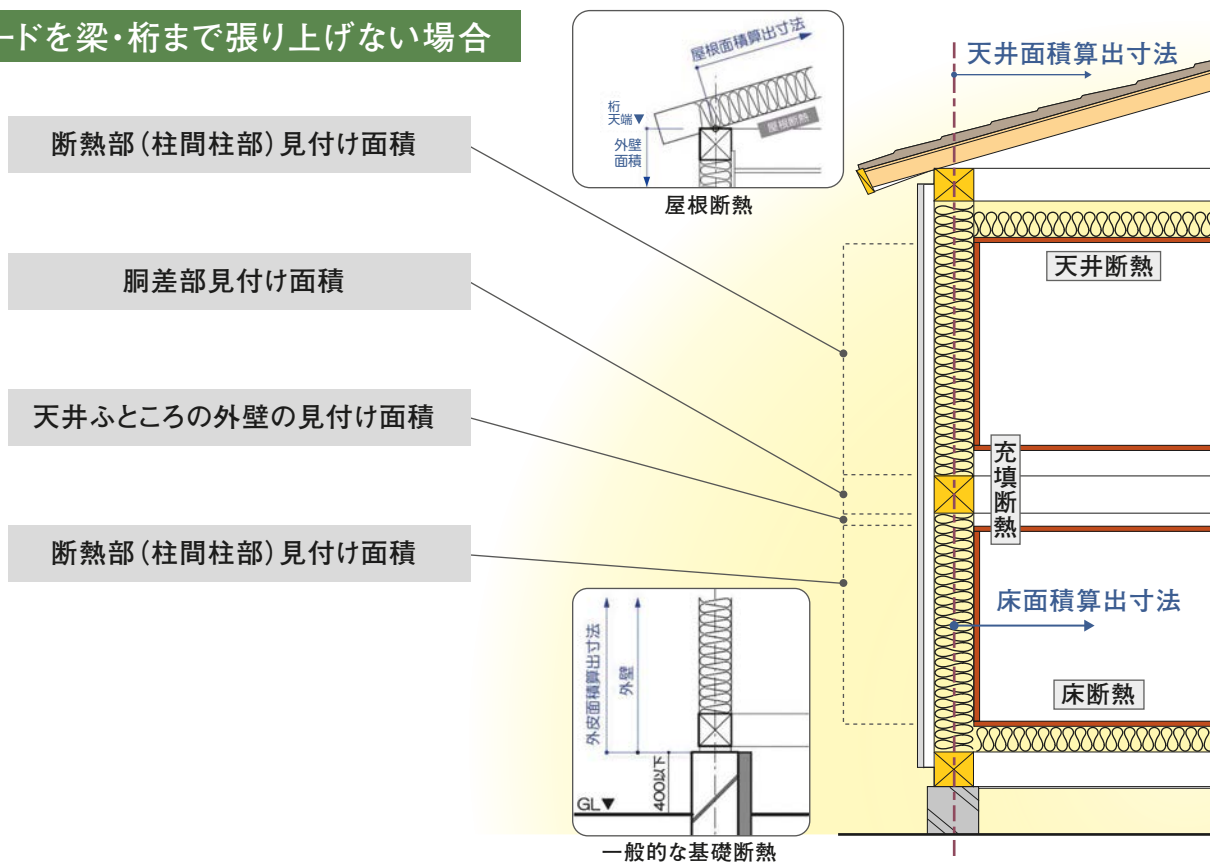 ードを梁・桁まで張り上げない場合
断熱部（柱間柱部）見付け面積
胴差部見付け面積
天井ふところの外壁の見付け面積
断熱部（柱間柱部）見付け面積
屋根面積算出寸法
桁
天端▼
外壁
面積
屋根断熱
屋根断熱
天井面積算出寸法
天井断熱
充填断熱
床面積算出寸法
床断熱
外皮面積算出寸法
外壁
400以下
GL▼
一般的な基礎断熱